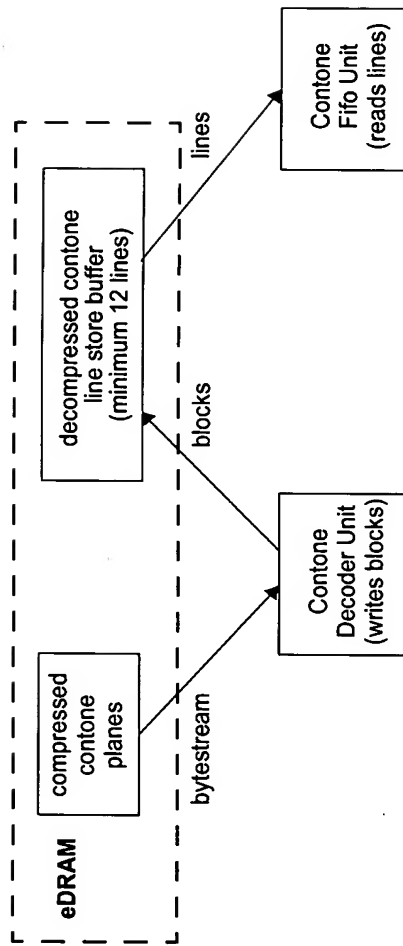 eDRAM
compressed
contone
planes
decompressed contone
line store buffer
(minimum 12 lines)
bytestream
blocks
lines
Contone
Decoder Unit
(writes blocks)
Contone
Fifo Unit
(reads lines)